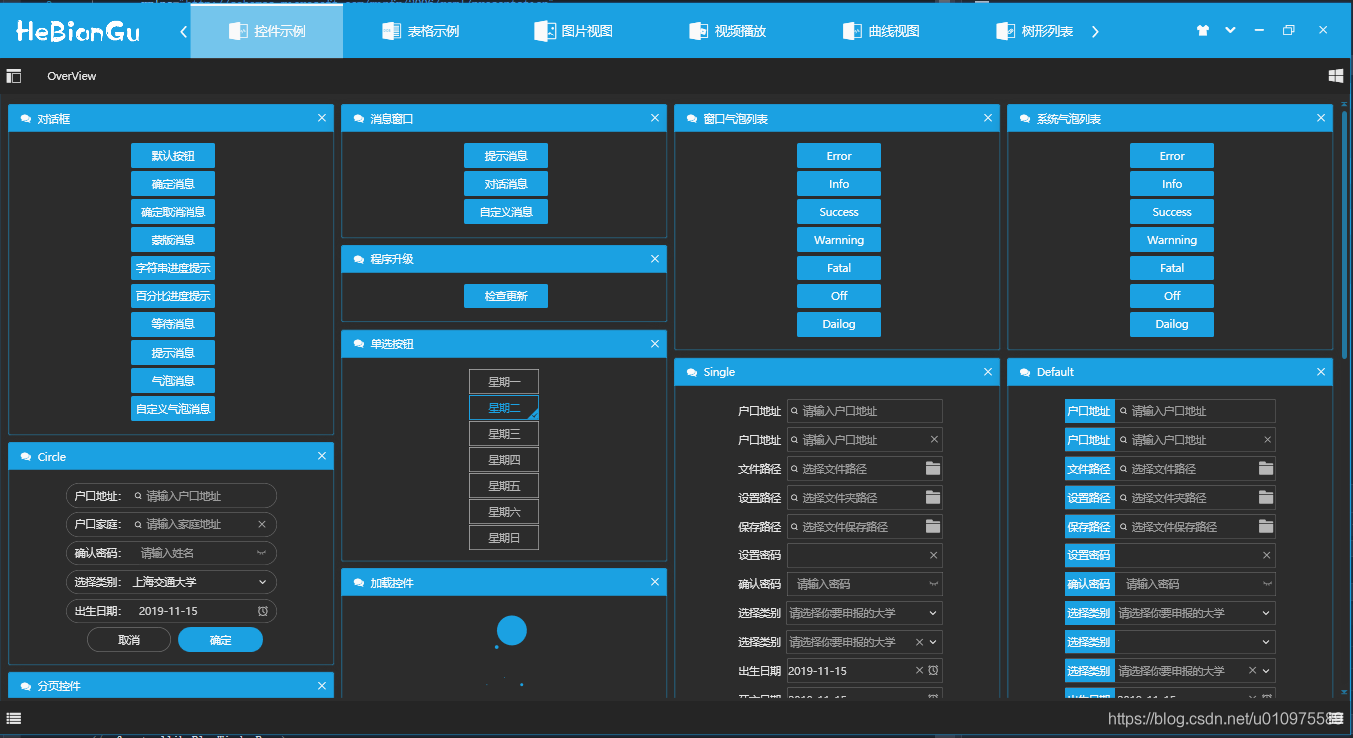 HeBianGu
控件示例
表格示例
图片视图
视频播放
曲线视图
树形列表
OverView
对话框
默认按钮
确定消息
确定取消消息
蒙版消息
字符串进度提示
百分比进度提示
等待消息
提示消息
气泡消息
自定义气泡消息
Circle
户口地址: 请输入户口地址
户口家庭: 请输入家庭地址
确认密码: 请输入姓名
选择类别: 上海交通大学
出生日期: 2019-11-15
取消 确定
分页控件
消息窗口
提示消息
对话消息
自定义消息
程序升级
检查更新
单选按钮
星期一
星期二
星期三
星期四
星期五
星期六
星期日
加载控件
窗口气泡列表
Error
Info
Success
Warnning
Fatal
Off
Dailog
Single
户口地址 请输入户口地址
户口地址 请输入户口地址
文件路径 选择文件路径
设置路径 选择文件夹路径
保存路径 选择文件保存路径
设置密码
确认密码 请输入密码
选择类别 请选择你要申报的大学
选择类别 请选择你要申报的大学
出生日期 2019-11-15
系统气泡列表
Error
Info
Success
Warnning
Fatal
Off
Dailog
Default
户口地址 请输入户口地址
户口地址 请输入户口地址
文件路径 选择文件路径
设置路径 选择文件夹路径
保存路径 选择文件保存路径
设置密码
确认密码 请输入密码
选择类别 请选择你要申报的大学
选择类别
选择类别 请选择你要申报的大学